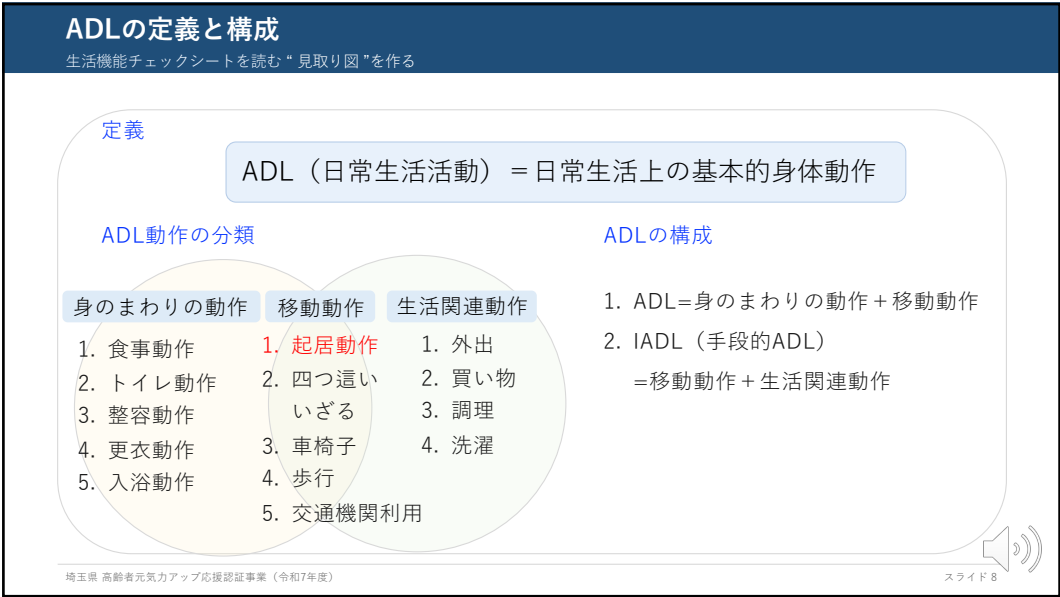 ADLの定義と構成
生活機能チェックシートを読む“ 見取り図 ”を作る
定義
ADL（日常生活活動）＝日常生活上の基本的身体動作
ADL動作の分類
身のまわりの動作
1. 食事動作
2. トイレ動作
3. 整容動作
4. 更衣動作
5. 入浴動作
移動動作
1. 起居動作
2. 四つ這い
いざる
3. 車椅子
4. 歩行
5. 交通機関利用
生活関連動作
1. 外出
2. 買い物
3. 調理
4. 洗濯
ADLの構成
1. ADL=身のまわりの動作＋移動動作
2. IADL（手段的ADL）
=移動動作＋生活関連動作
埼玉県 高齢者元気力アップ応援認証事業（令和7年度）
スライド 8